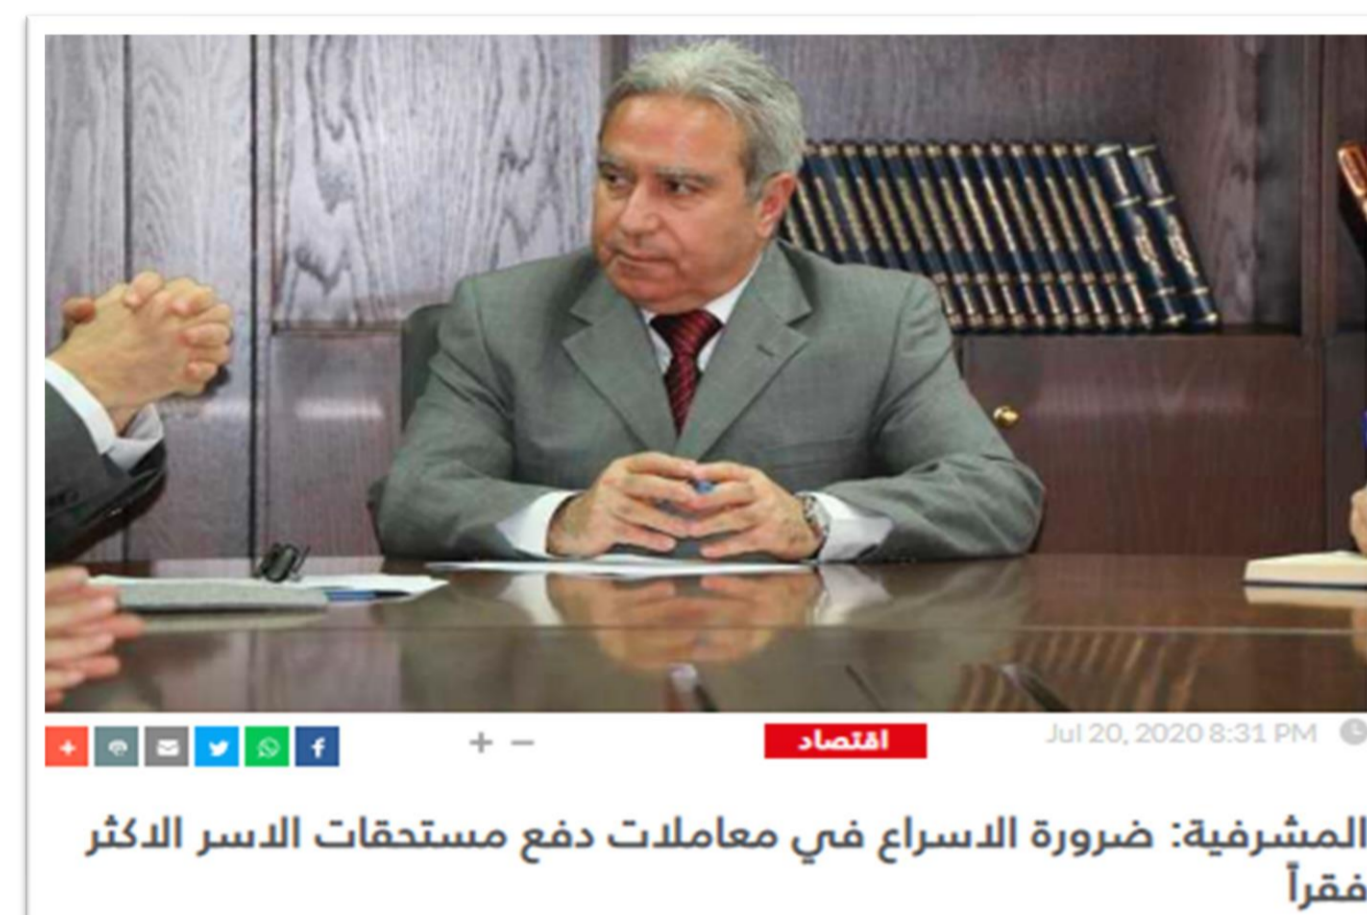 اقتصاد
Jul 20, 2020 8:31 PM
المشرفية: ضرورة الاسراع في معاملات دفع مستحقات الاسر الاكثر
فقراً